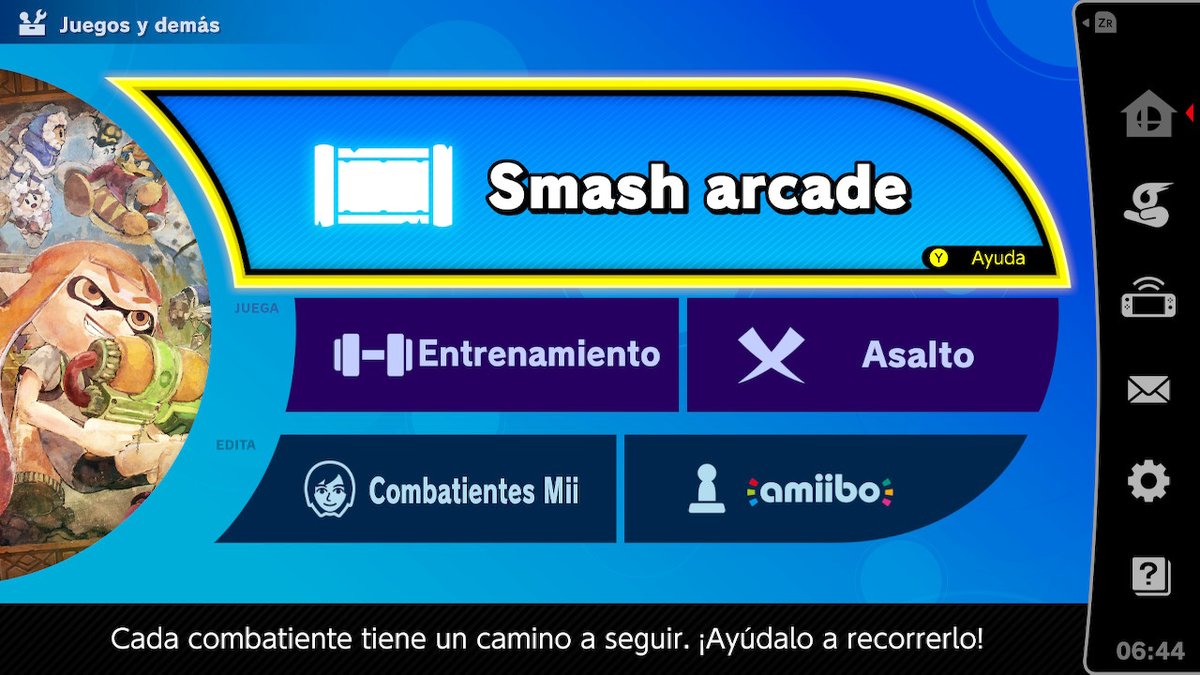 Juegos y demás
ZR
Smash arcade
Y Ayuda
JUEGA
Entrenamiento
Asalto
EDITA
Combatientes Mii
amiibo
?
Cada combatiente tiene un camino a seguir. ¡Ayúdalo a recorrerlo!
06:44